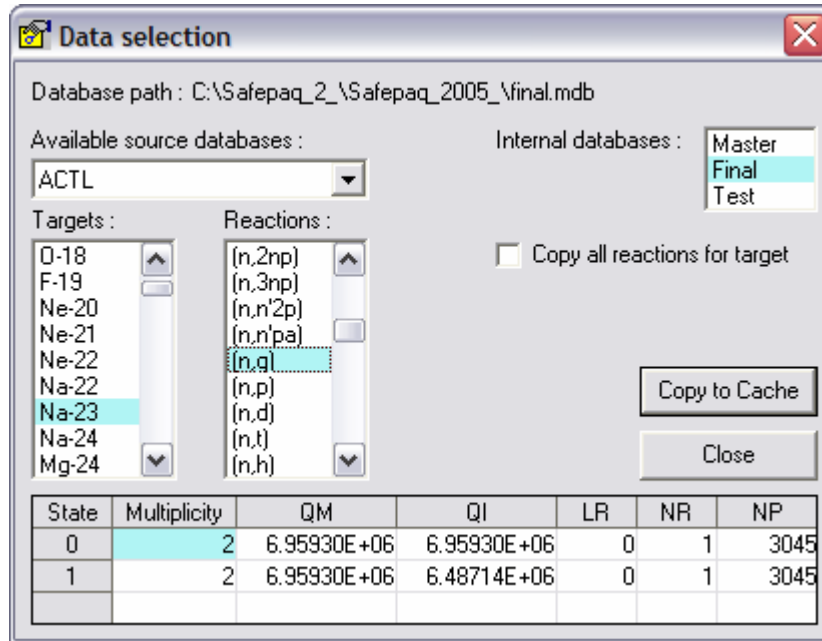 Data selection
Database path : C:\Safepaq_2_\Safepaq_2005_\final.mdb
Available source databases :
ACTL
Internal databases :
Master
Final
Test
Targets :
O-18
F-19
Ne-20
Ne-21
Ne-22
Na-22
Na-23
Na-24
Mg-24
Reactions :
(n,2np)
(n,3np)
(n,n'2p)
(n,n'pa)
(n,g)
(n,p)
(n,d)
(n,t)
(n,h)
Copy all reactions for target
Copy to Cache
Close
State Multiplicity QM QI LR NR NP
0 2 6.95930E+06 6.95930E+06 0 1 3045
1 2 6.95930E+06 6.48714E+06 0 1 3045